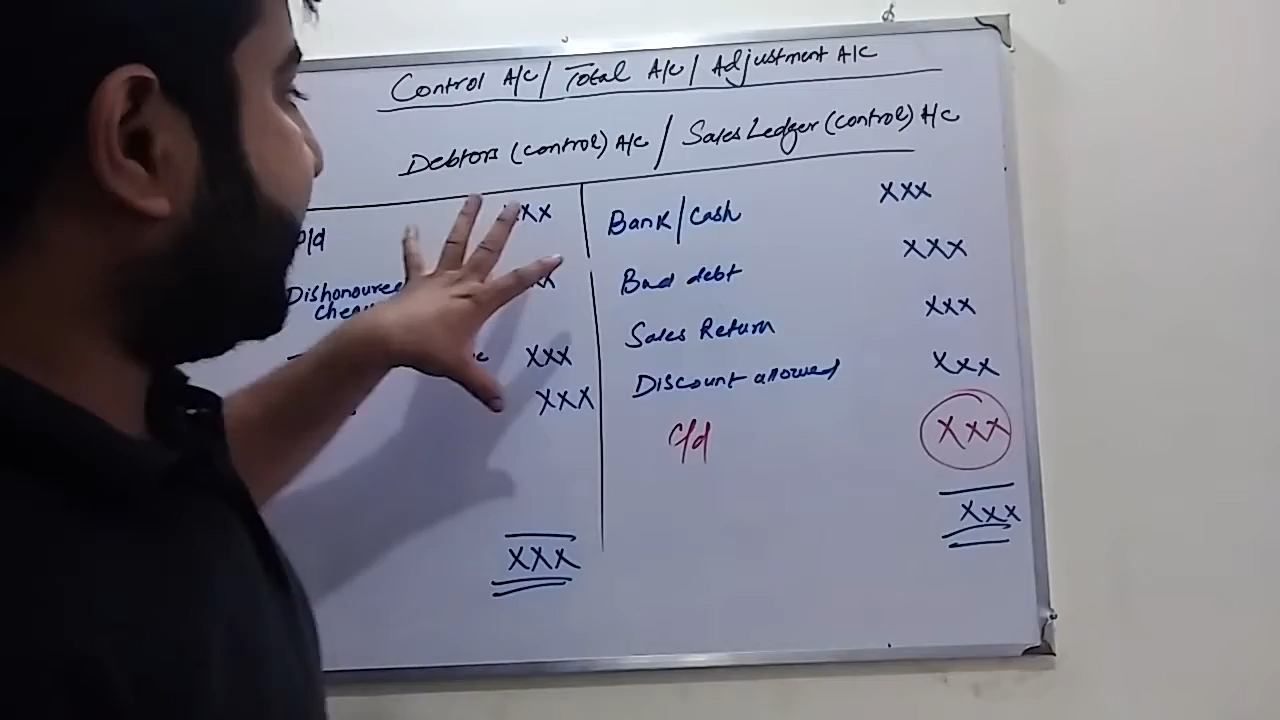 Control A/C / Total A/C / Adjustment A/C
Debtors (control) A/C / Sales Ledger (control) A/C
XXX
Bank/Cash XXX
Dishonoured
Bad debt XXX
XXX
Sales Return XXX
XXX
Discount allowed XXX
C/d XXX
XXX
XXX